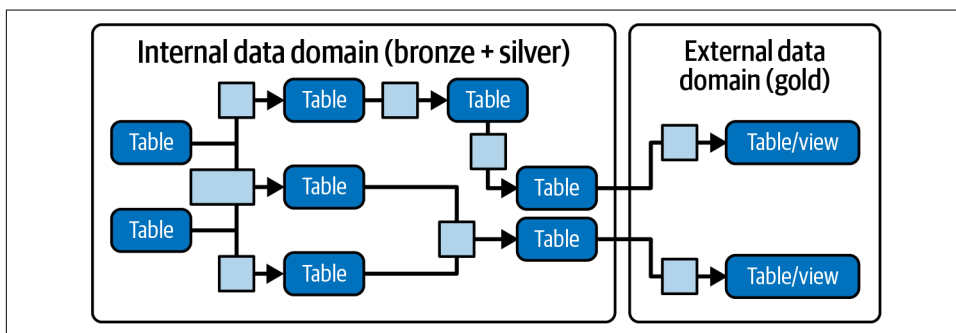 Internal data domain (bronze + silver)
External data
domain (gold)
Table
Table
Table
Table
Table
Table
Table
Table
Table
Table/view
Table/view